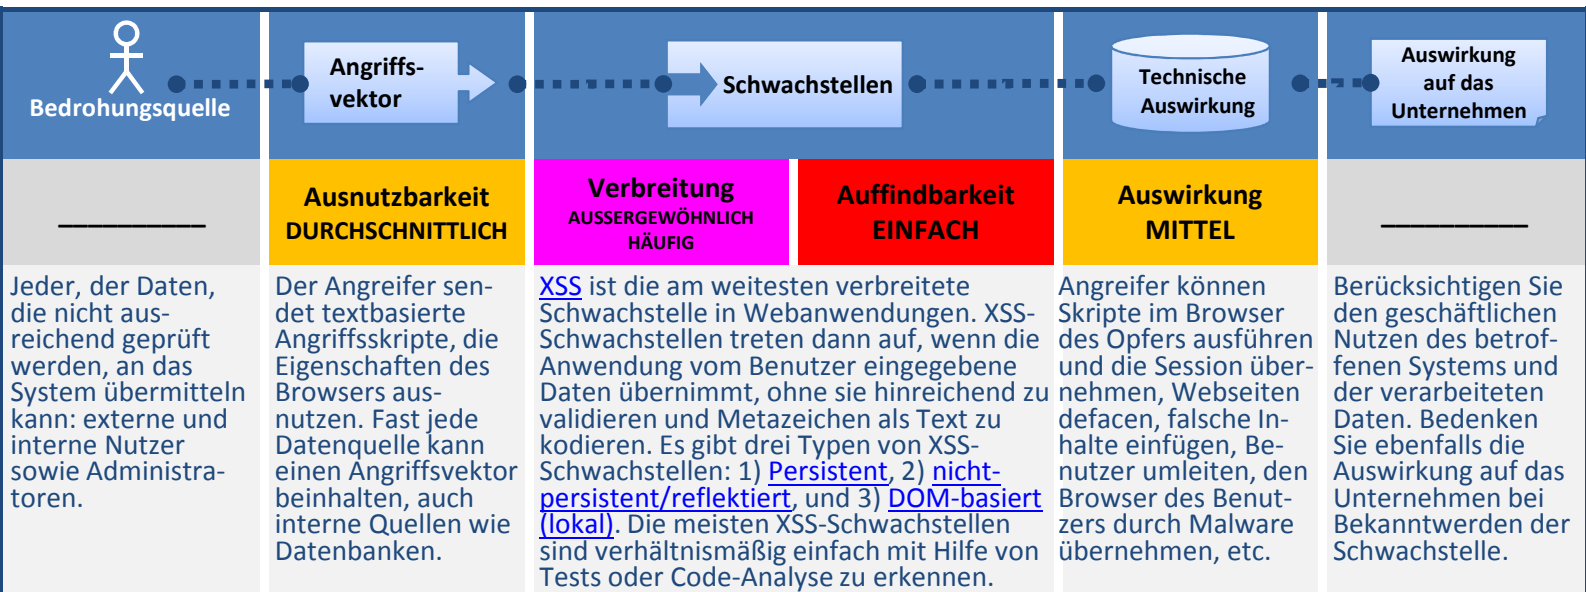 Bedrohungsquelle
Angriffs-
vektor
Schwachstellen
Technische
Auswirkung
Auswirkung
auf das
Unternehmen
__________
Ausnutzbarkeit
DURCHSCHNITTLICH
Verbreitung
AUSSERGEWÖHNLICH
HÄUFIG
Auffindbarkeit
EINFACH
Auswirkung
MITTEL
__________
Jeder, der Daten,
die nicht aus-
reichend geprüft
werden, an das
System übermitteln
kann: externe und
interne Nutzer
sowie Administra-
toren.
Der Angreifer sen-
det textbasierte
Angriffsskripte, die
Eigenschaften des
Browsers aus-
nutzen. Fast jede
Datenquelle kann
einen Angriffsvektor
beinhalten, auch
interne Quellen wie
Datenbanken.
XSS ist die am weitesten verbreitete
Schwachstelle in Webanwendungen. XSS-
Schwachstellen treten dann auf, wenn die
Anwendung vom Benutzer eingegebene
Daten übernimmt, ohne sie hinreichend zu
validieren und Metazeichen als Text zu
kodieren. Es gibt drei Typen von XSS-
Schwachstellen: 1) Persistent, 2) nicht-
persistent/reflektiert, und 3) DOM-basiert
(lokal). Die meisten XSS-Schwachstellen
sind verhältnismäßig einfach mit Hilfe von
Tests oder Code-Analyse zu erkennen.
Angreifer können
Skripte im Browser
des Opfers ausführen
und die Session über-
nehmen, Webseiten
defacen, falsche In-
halte einfügen, Be-
nutzer umleiten, den
Browser des Benut-
zers durch Malware
übernehmen, etc.
Berücksichtigen Sie
den geschäftlichen
Nutzen des betrof-
fenen Systems und
der verarbeiteten
Daten. Bedenken
Sie ebenfalls die
Auswirkung auf das
Unternehmen bei
Bekanntwerden der
Schwachstelle.